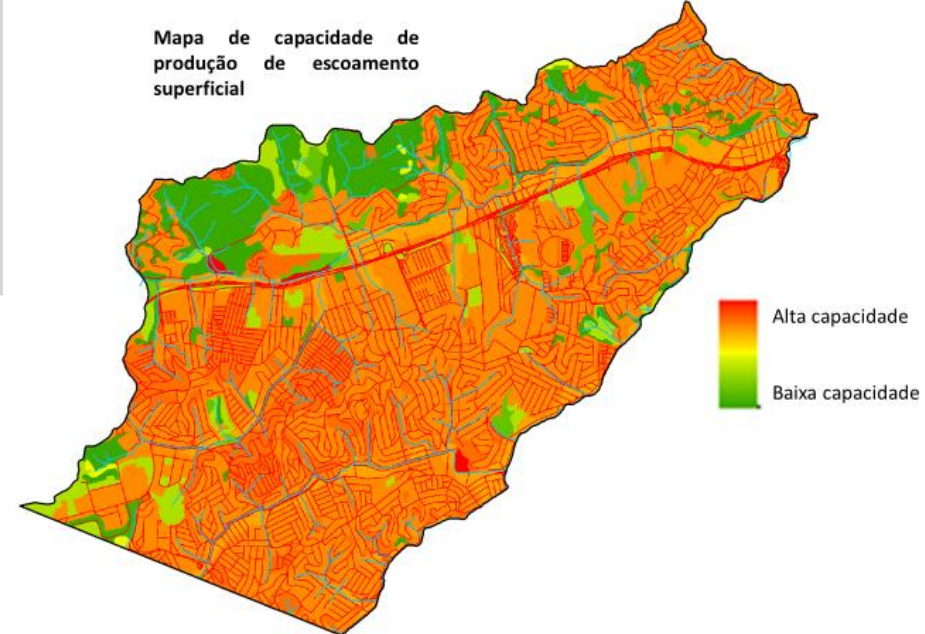 Mapa de capacidade de
produção de escoamento
superficial
Alta capacidade
Baixa capacidade